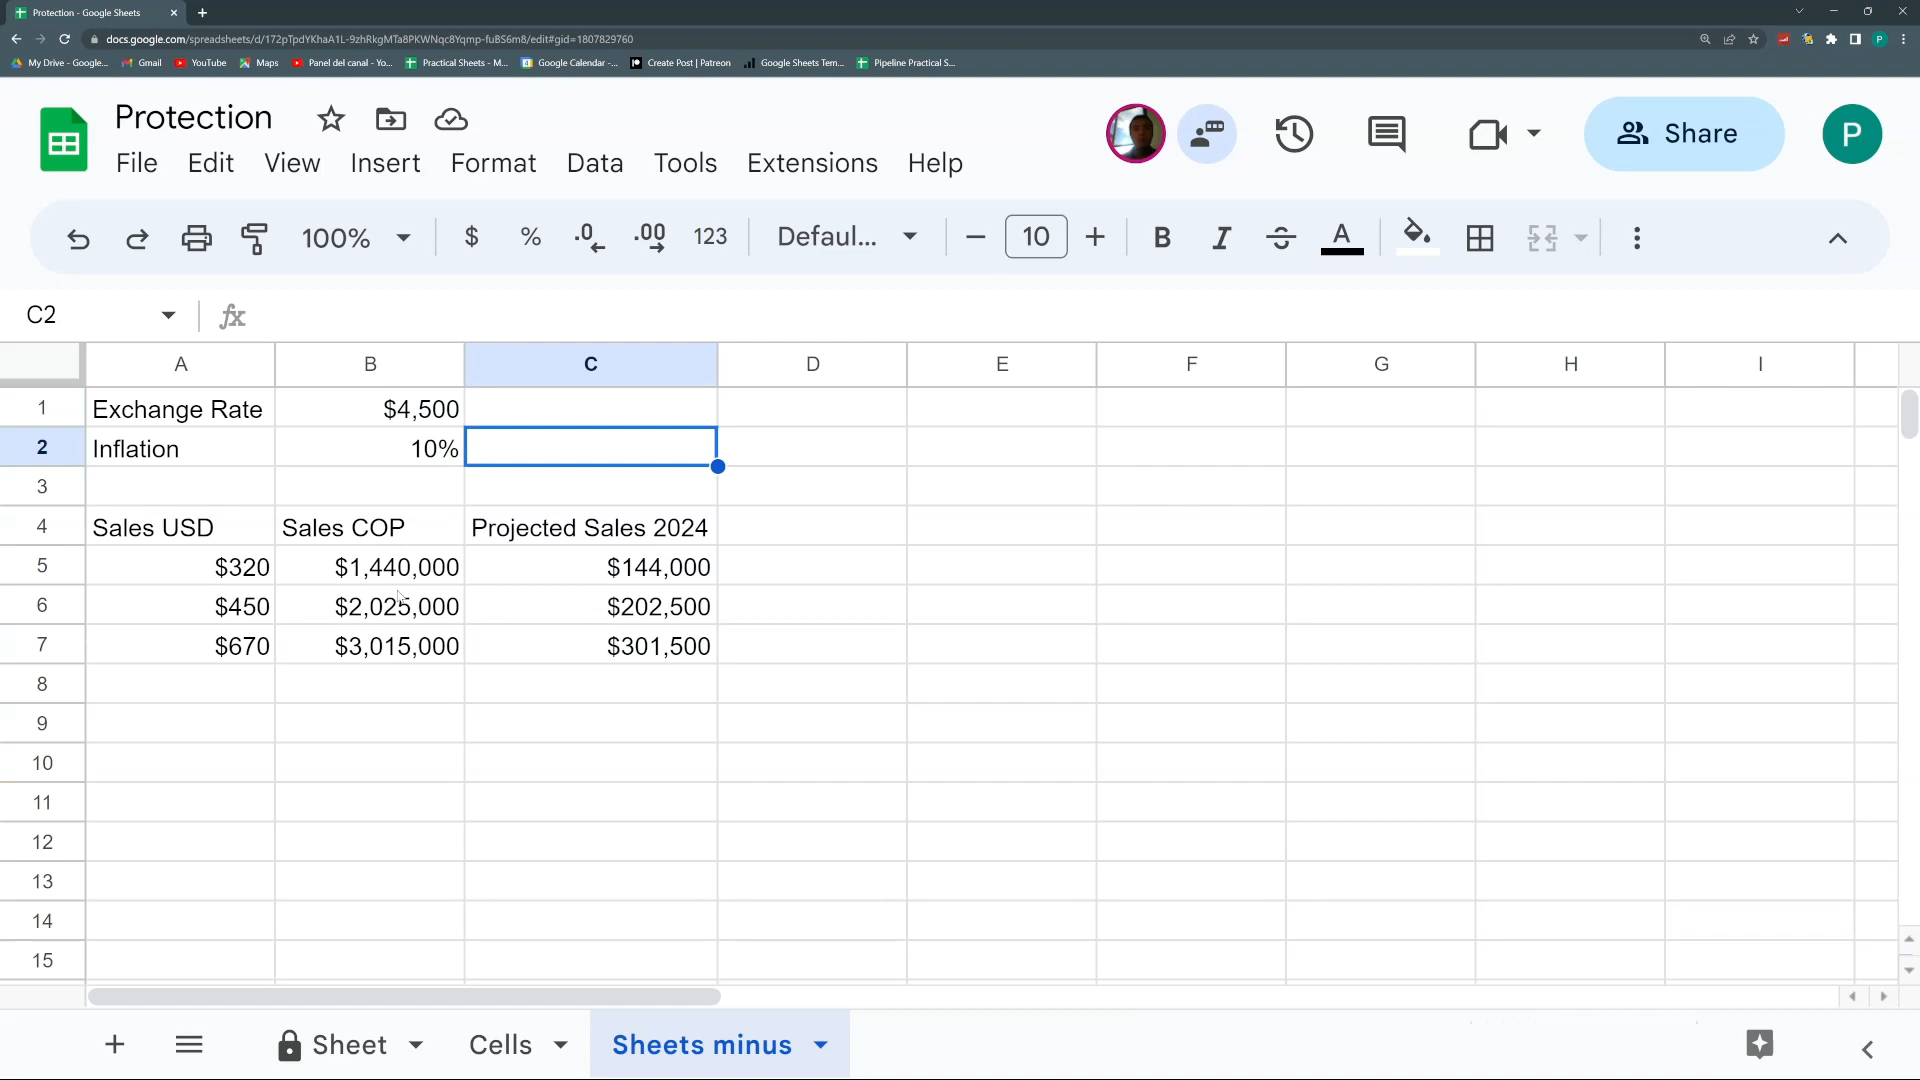 Protection - Google Sheets
docs.google.com/spreadsheets/d/172pTpdYKhaA1L-9zhRkgMTa8PKWNqc8Yqmp-fuBS6m8/edit#gid=1807829760
My Drive - Google... Gmail YouTube Maps Panel del canal - Yo... Practical Sheets - M... Google Calendar -... Create Post | Patreon Google Sheets Tem... Pipeline Practical S...
Protection
File Edit View Insert Format Data Tools Extensions Help
Share
P
100% $ % .0 .00 123 Defaul... 10 B I S A
C2 fx
A B C D E F G H I
1 Exchange Rate $4,500
2 Inflation 10%
3
4 Sales USD Sales COP Projected Sales 2024
5 $320 $1,440,000 $144,000
6 $450 $2,025,000 $202,500
7 $670 $3,015,000 $301,500
8
9
10
11
12
13
14
15
Sheet Cells Sheets minus